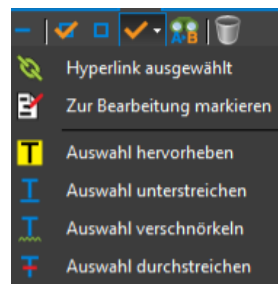 A·B
Hyperlink ausgewählt
Zur Bearbeitung markieren
T Auswahl hervorheben
T Auswahl unterstreichen
T Auswahl verschnörkeln
T Auswahl durchstreichen